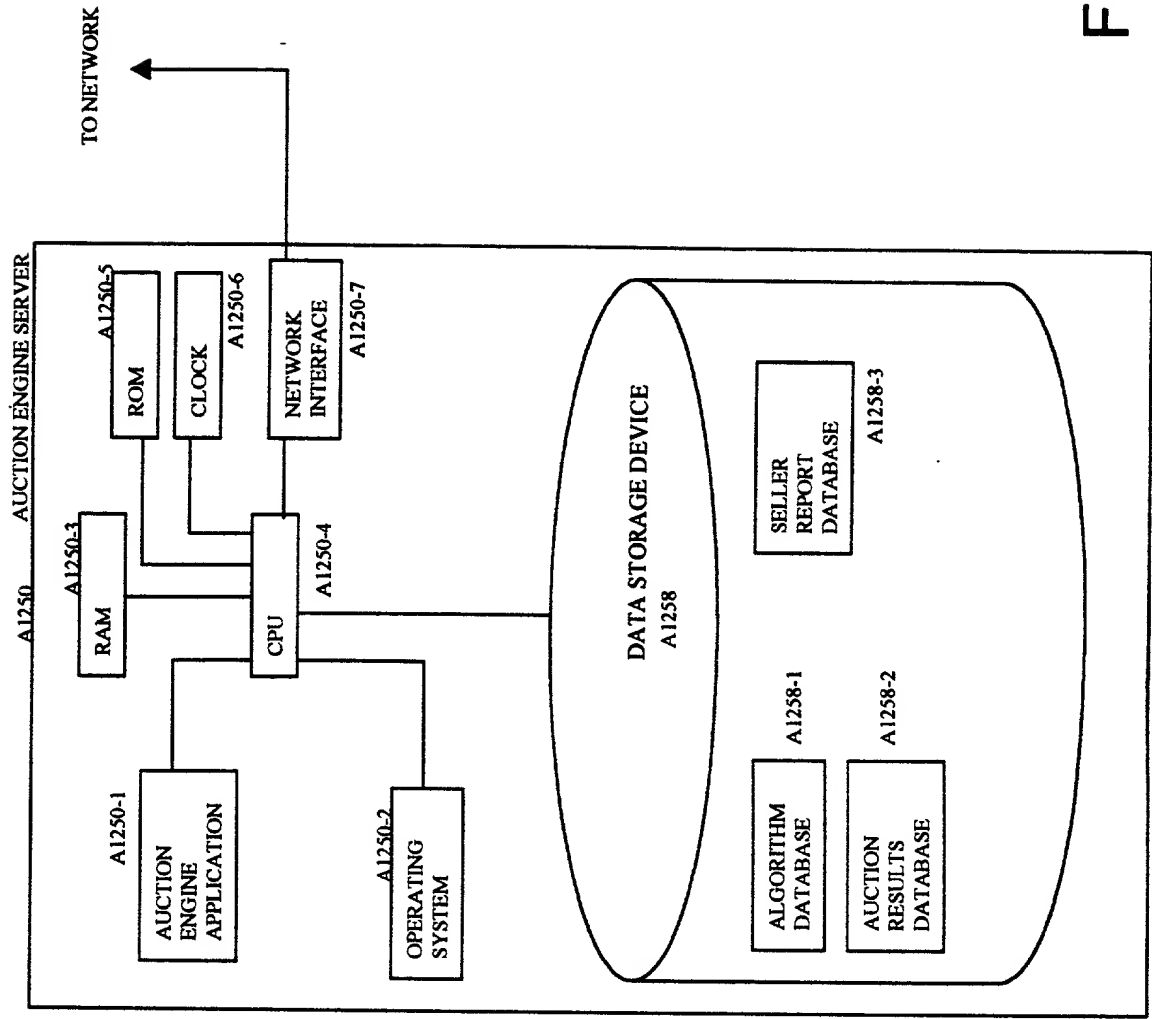 A1250 AUCTION ENGINE SERVER
TO NETWORK
A1250-1
AUCTION
ENGINE
APPLICATION
A1250-2
OPERATING
SYSTEM
A1250-3
RAM
CPU
A1250-4
A1250-5
ROM
CLOCK
A1250-6
NETWORK
INTERFACE
A1250-7
DATA STORAGE DEVICE
A1258
ALGORITHM
DATABASE
A1258-1
AUCTION
RESULTS
DATABASE
A1258-2
SELLER
REPORT
DATABASE
A1258-3
F